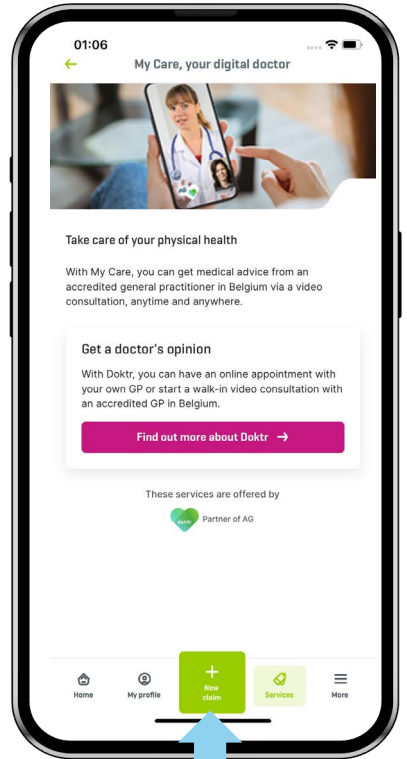 01:06
My Care, your digital doctor
Take care of your physical health
With My Care, you can get medical advice from an
accredited general practitioner in Belgium via a video
consultation, anytime and anywhere.
Get a doctor's opinion
With Doktr, you can have an online appointment with
your own GP or start a walk-in video consultation with
an accredited GP in Belgium.
Find out more about Doktr →
These services are offered by
doktr Partner of AG
Home
My profile
New
claim
Services
More